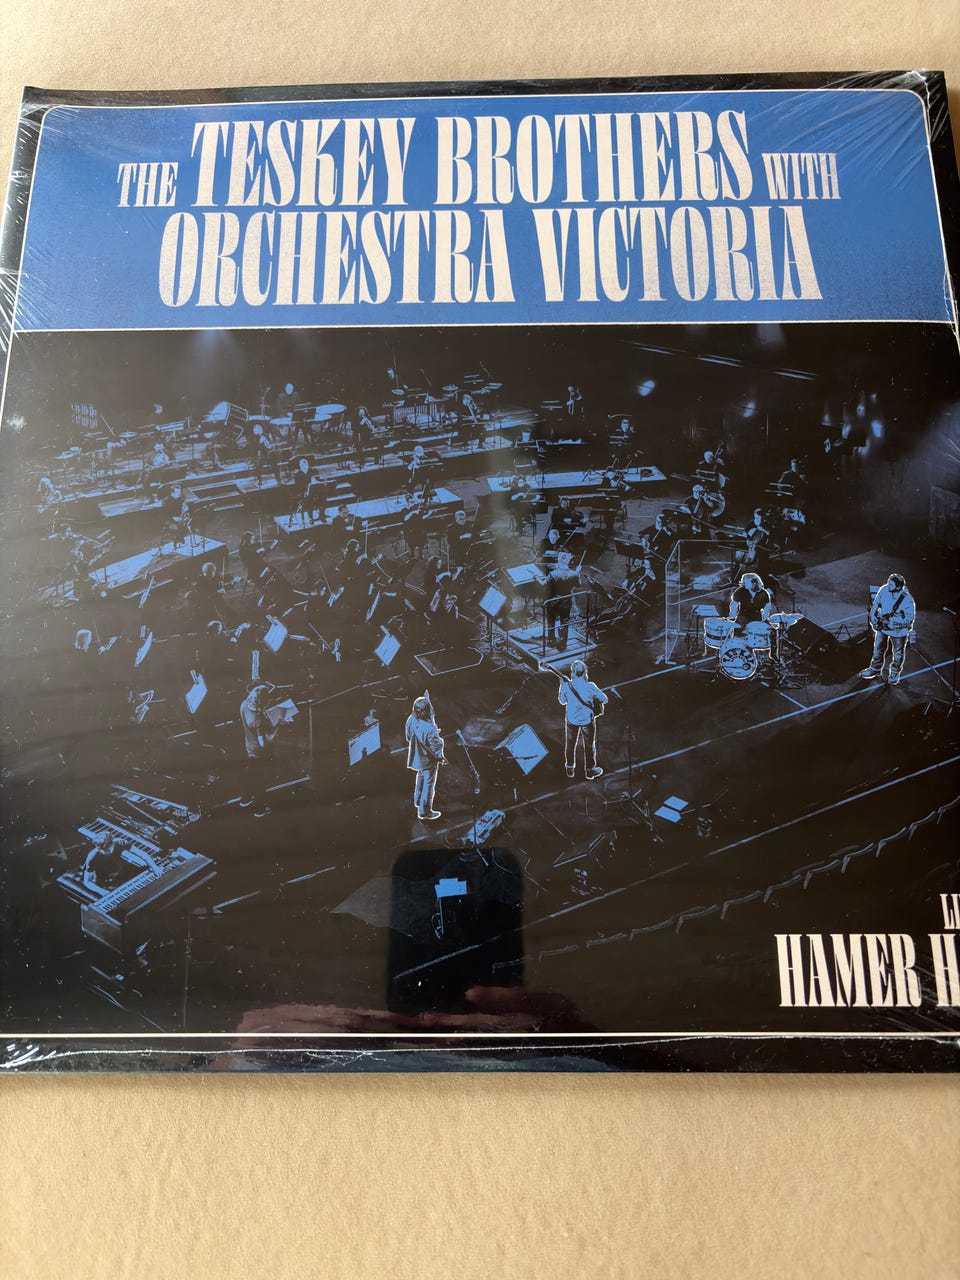 THE TESKEY BROTHERS WITH
ORCHESTRA VICTORIA
HAMER